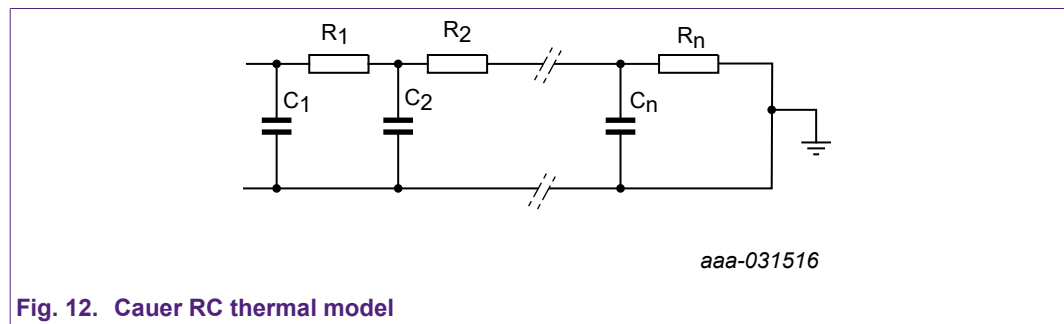 R1
R2
Rn
C1
C2
Cn
aaa-031516
Fig. 12. Cauer RC thermal model